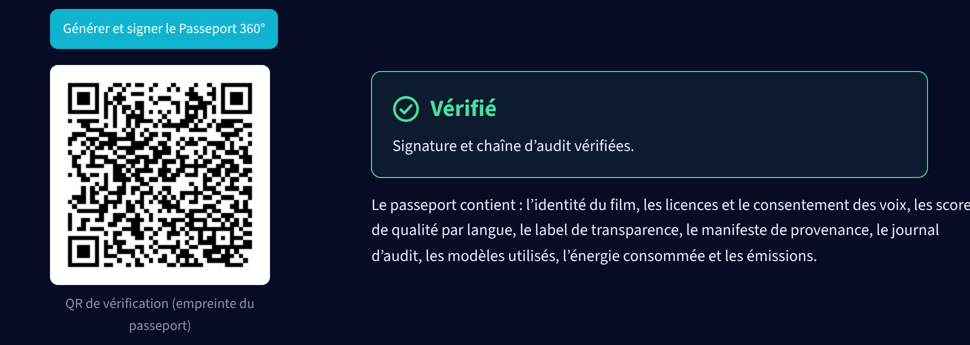 Générer et signer le Passeport 360°
Vérifié
Signature et chaîne d'audit vérifiées.
Le passeport contient : l'identité du film, les licences et le consentement des voix, les score
de qualité par langue, le label de transparence, le manifeste de provenance, le journal
d'audit, les modèles utilisés, l'énergie consommée et les émissions.
QR de vérification (empreinte du
passeport)